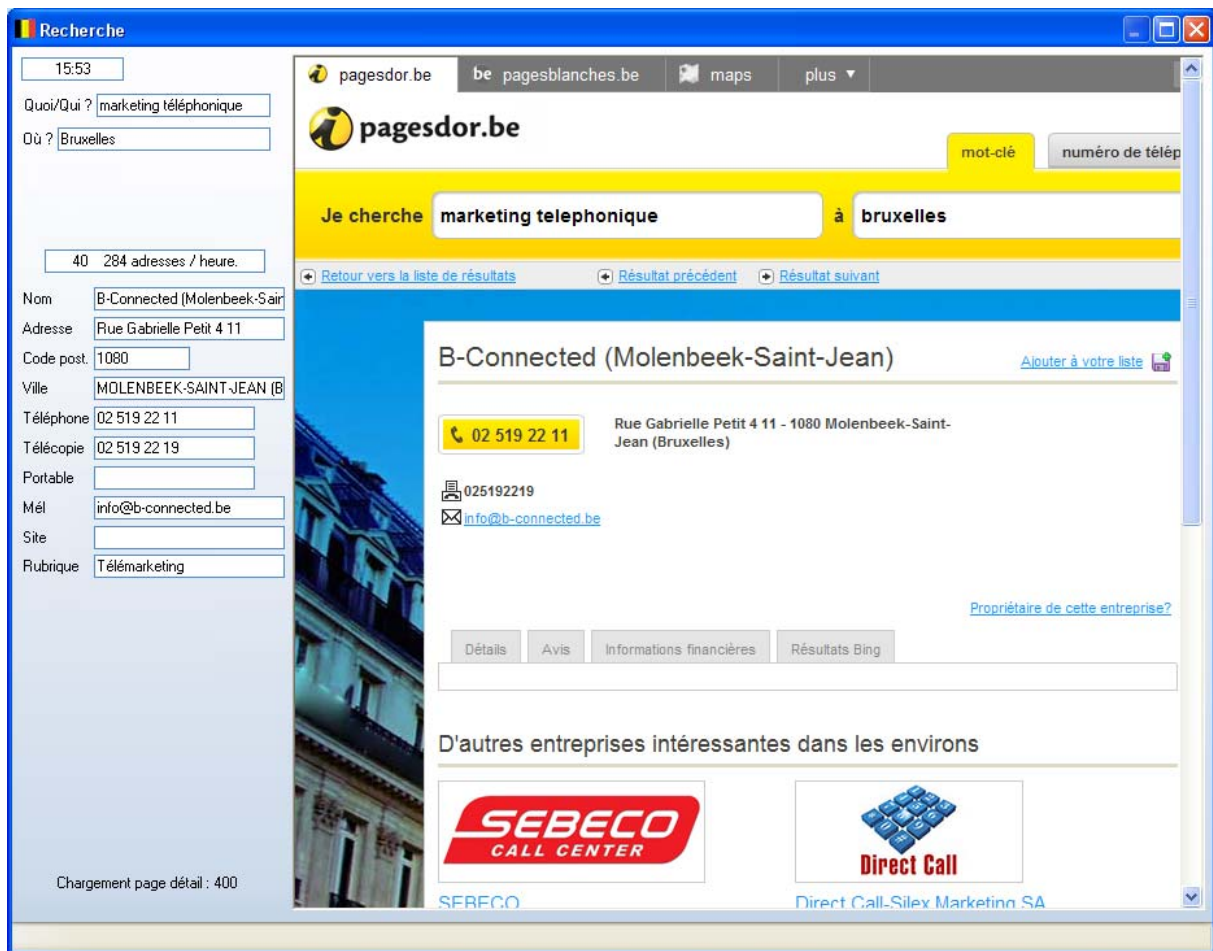 Recherche
15:53
Quoi/Qui ? marketing téléphonique
Où ? Bruxelles
40 284 adresses / heure.
Nom B-Connected (Molenbeek-Sair
Adresse Rue Gabrielle Petit 4 11
Code post. 1080
Ville MOLENBEEK-SAINT-JEAN (B
Téléphone 02 519 22 11
Télécopie 02 519 22 19
Portable
Mél info@b-connected.be
Site
Rubrique Télémarketing
Chargement page détail : 400
pagesdor.be be pagesblanches.be maps plus
pagesdor.be
mot-clé numéro de télép
Je cherche marketing telephonique à bruxelles
Retour vers la liste de résultats Résultat précédent Résultat suivant
B-Connected (Molenbeek-Saint-Jean) Ajouter à votre liste
02 519 22 11
Rue Gabrielle Petit 4 11 - 1080 Molenbeek-Saint-
Jean (Bruxelles)
025192219
info@b-connected.be
Propriétaire de cette entreprise?
Détails Avis Informations financières Résultats Bing
D'autres entreprises intéressantes dans les environs
SEBECO
CALL CENTER
Direct Call
SEBECO Direct Call-Silex Marketing SA